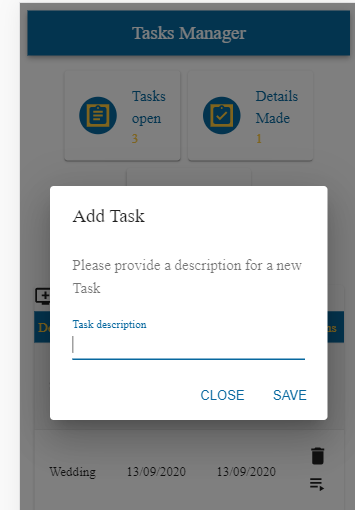 Tasks Manager
Tasks
open
3
Details
Made
1
Add Task
Please provide a description for a new
Task
Task description
CLOSE
SAVE
Wedding 13/09/2020 13/09/2020